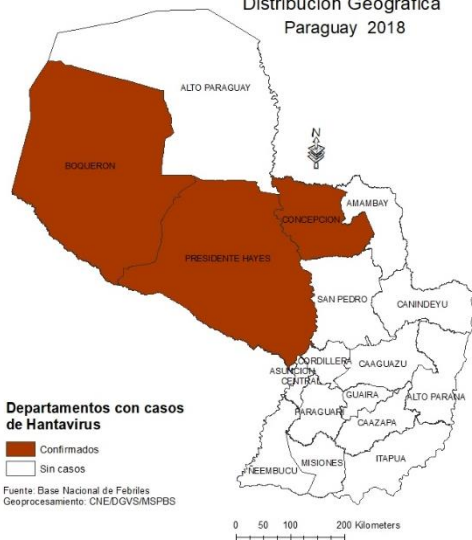 Distribución Geográfica
Paraguay 2018
ALTO PARAGUAY
N
BOQUERON
AMAMBAY
CONCEPCION
PRESIDENTE HAYES
SAN PEDRO
CANINDEYU
CORDILLERA
CAAGUAZU
ASUNCION
CENTRAL
GUAIRA
ALTO PARANA
PARAGUARI
CAAZAPA
ÑEEMBUCU
MISIONES
ITAPUA
Departamentos con casos
de Hantavirus
Confirmados
Sin casos
Fuente: Base Nacional de Febriles
Geoprocesamiento: CNE/DGVS/MSPBS
0 50 100 200 Kilometers